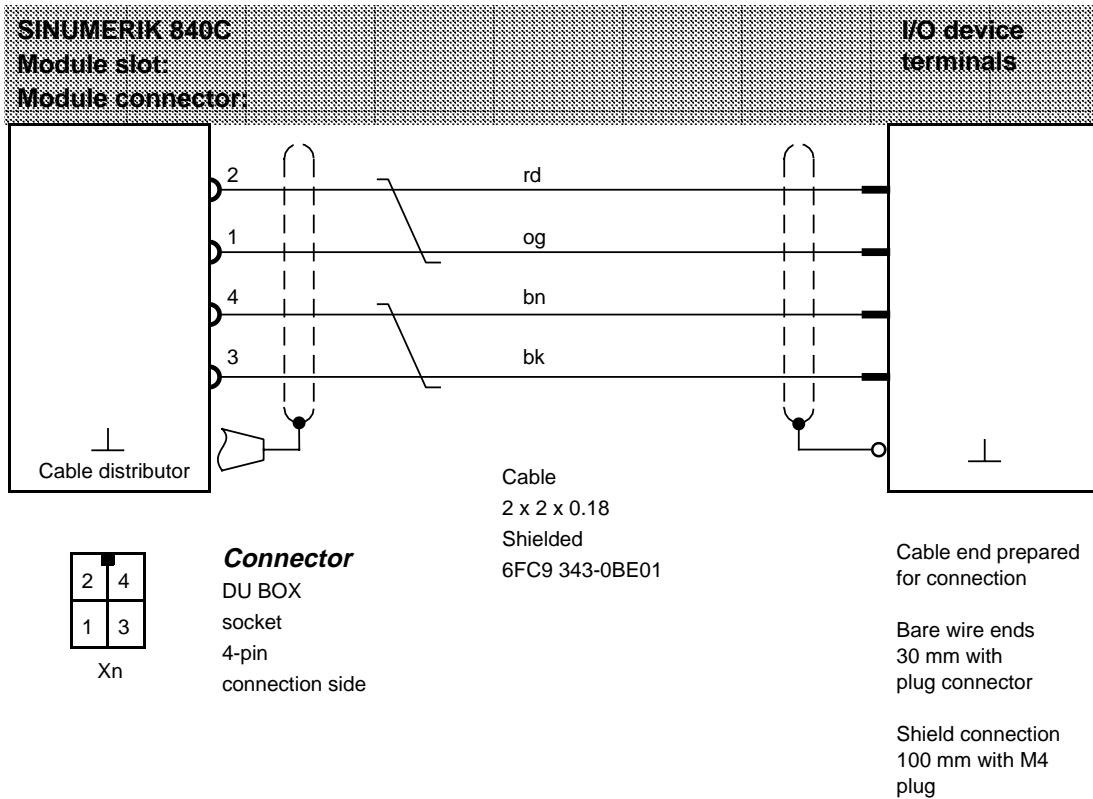 SINUMERIK 840C
Module slot:
Module connector:
I/O device
terminals
2
rd
1
og
4
bn
3
bk
Cable distributor
Cable
2 x 2 x 0.18
Shielded
6FC9 343-0BE01
2 4
1 3
Xn
Connector
DU BOX
socket
4-pin
connection side
Cable end prepared
for connection
Bare wire ends
30 mm with
plug connector
Shield connection
100 mm with M4
plug